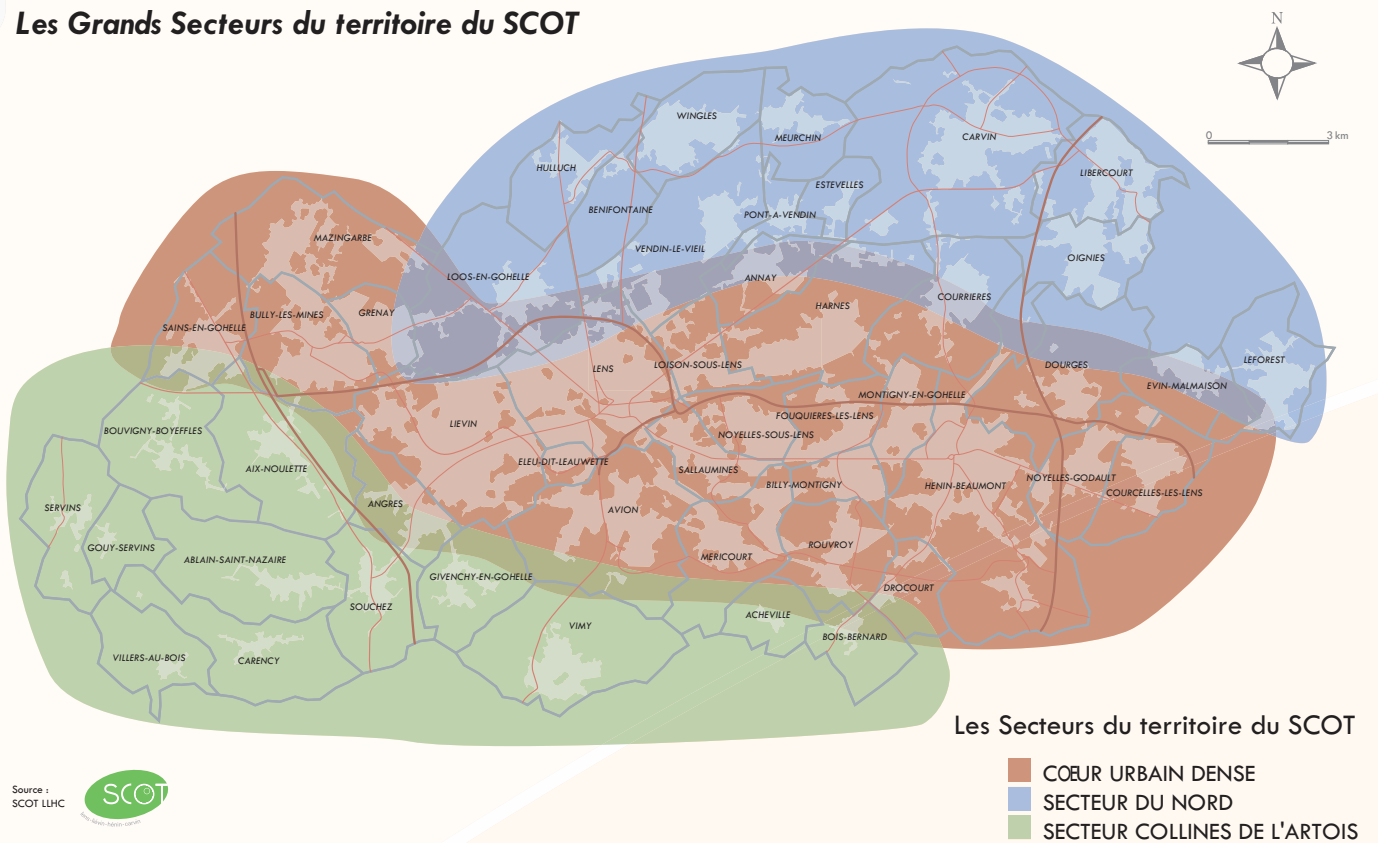 Les Grands Secteurs du territoire du SCOT
N
0 3 km
WINGLES
MEURCHIN
CARVIN
HULLUCH
LIBERCOURT
ESTEVELLES
BENIFONTAINE
PONT-A-VENDIN
MAZINGARBE
VENDIN-LE-VIEIL
OIGNIES
LOOS-EN-GOHELLE
ANNAY
COURRIERES
HARNES
BULLY-LES-MINES
GRENAY
SAINS-EN-GOHELLE
LEFOREST
LENS
LOISON-SOUS-LENS
DOURGES
EVIN-MALMAISON
MONTIGNY-EN-GOHELLE
FOUQUIERES-LES-LENS
LIEVIN
BOUVIGNY-BOYEFFLES
NOYELLES-SOUS-LENS
ELEU-DIT-LEAUWETTE
AIX-NOULETTE
SALLAUMINES
NOYELLES-GODAULT
BILLY-MONTIGNY
HENIN-BEAUMONT
COURCELLES-LES-LENS
ANGRES
SERVINS
AVION
ROUVROY
GOUY-SERVINS
MERICOURT
ABLAIN-SAINT-NAZAIRE
GIVENCHY-EN-GOHELLE
DROCOURT
SOUCHEZ
ACHEVILLE
VIMY
BOIS-BERNARD
VILLERS-AU-BOIS
CARENCY
Les Secteurs du territoire du SCOT
CŒUR URBAIN DENSE
SECTEUR DU NORD
SECTEUR COLLINES DE L'ARTOIS
Source :
SCOT LLHC
SCOT
lens-liévin-hénin-carvin